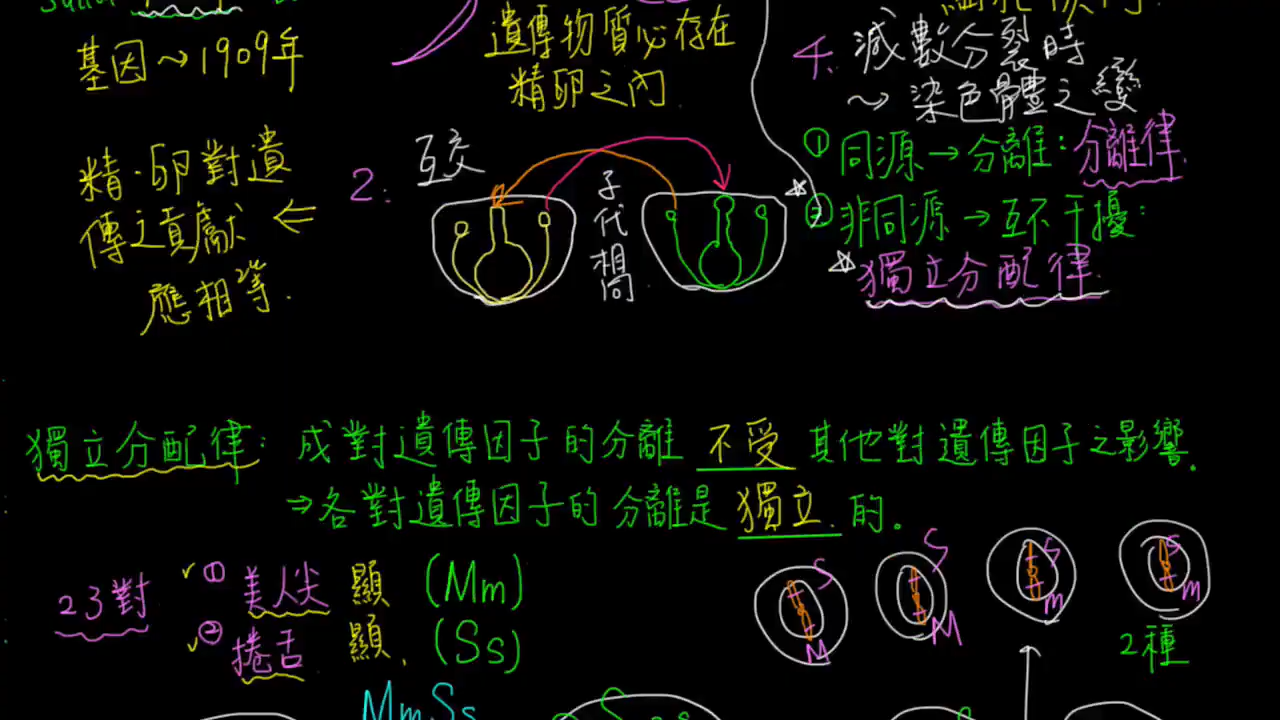 基因~1909年
遺傳物質必存在
精卵之內
精.卵對遺
傳之貢獻
應相等.
2:
互交
子代相同
4.減數分裂時
~染色體之變
①同源→分離:分離律.
②非同源→互不干擾:
獨立分配律.
獨立分配律:成對遺傳因子的分離 不受 其他對遺傳因子之影響.
⇒各對遺傳因子的分離是獨立.的。
23對
①美人尖 顯 (Mm)
②捲舌 顯. (Ss)
MmSs
S
M
S
M
S
m
s
m
2種